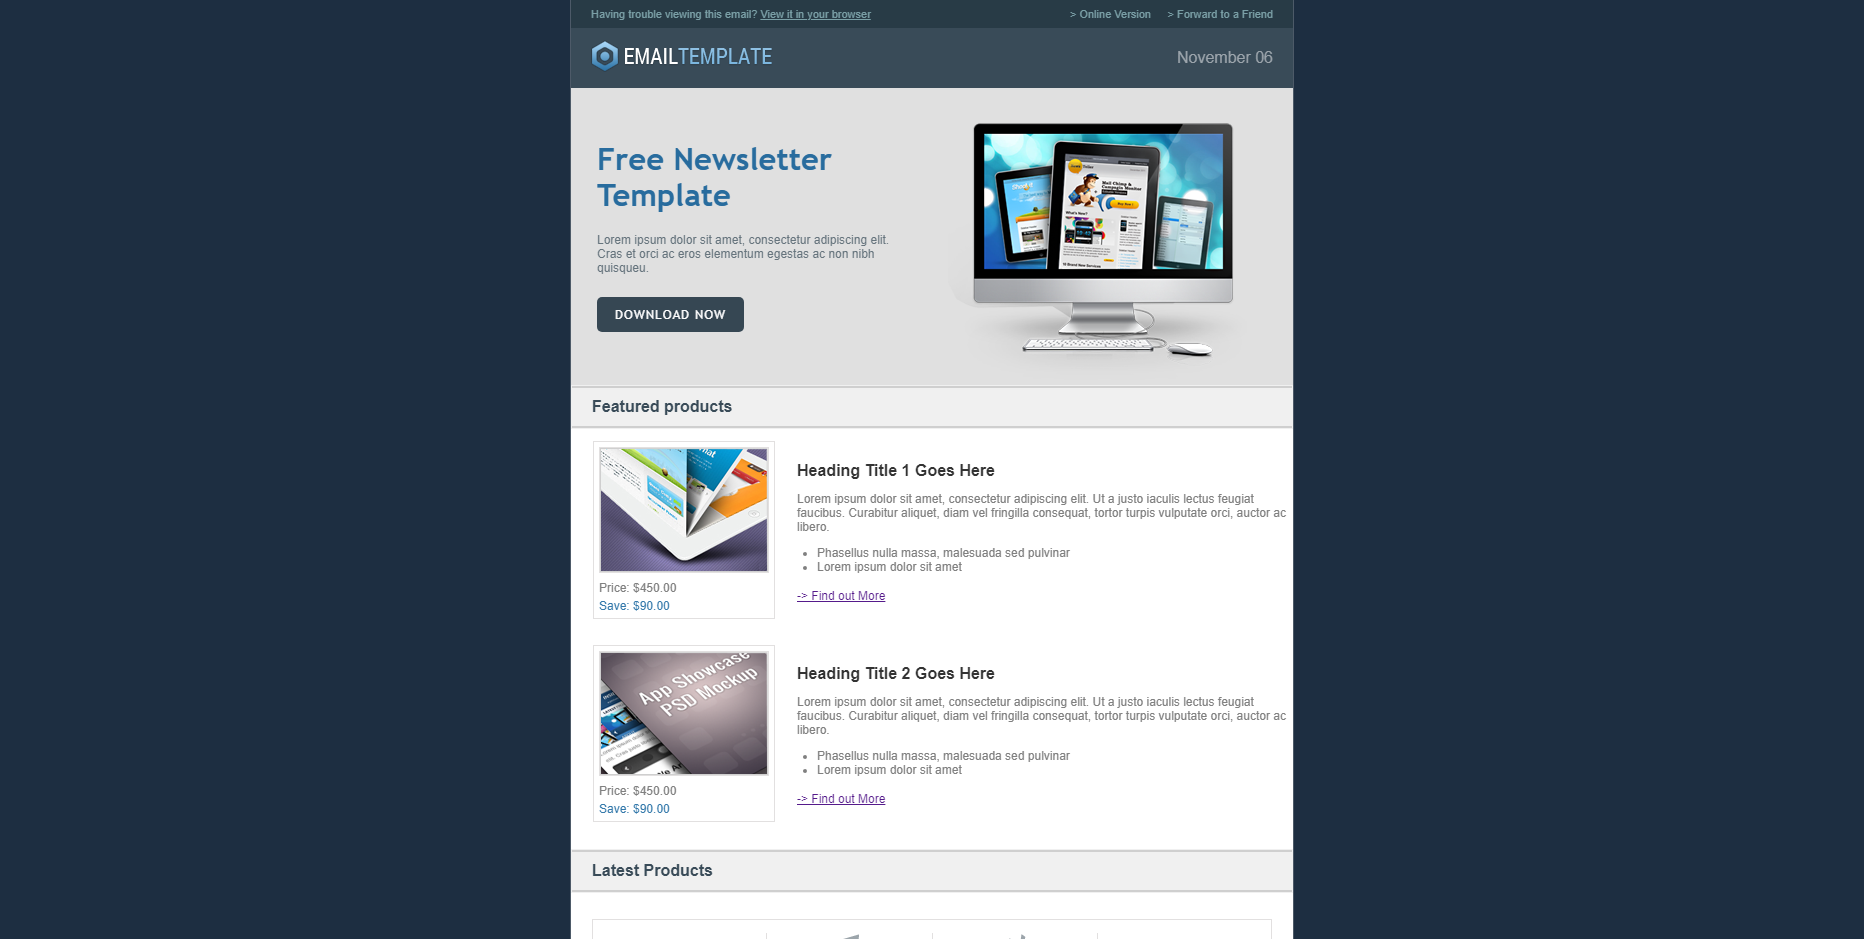 Having trouble viewing this email? View it in your browser
> Online Version
> Forward to a Friend
EMAILTEMPLATE
November 06
Free Newsletter
Template
Lorem ipsum dolor sit amet, consectetur adipiscing elit.
Cras et orci ac eros elementum egestas ac non nibh
quisqueu.
DOWNLOAD NOW
Mail Chimp &
Campaign Monitor
What's New?
Featured products
Heading Title 1 Goes Here
Lorem ipsum dolor sit amet, consectetur adipiscing elit. Ut a justo iaculis lectus feugiat
faucibus. Curabitur aliquet, diam vel fringilla consequat, tortor turpis vulputate orci, auctor ac
libero.
• Phasellus nulla massa, malesuada sed pulvinar
• Lorem ipsum dolor sit amet
-> Find out More
Price: $450.00
Save: $90.00
App Showcase
PSD Mockup
Heading Title 2 Goes Here
Lorem ipsum dolor sit amet, consectetur adipiscing elit. Ut a justo iaculis lectus feugiat
faucibus. Curabitur aliquet, diam vel fringilla consequat, tortor turpis vulputate orci, auctor ac
libero.
• Phasellus nulla massa, malesuada sed pulvinar
• Lorem ipsum dolor sit amet
-> Find out More
Price: $450.00
Save: $90.00
Latest Products